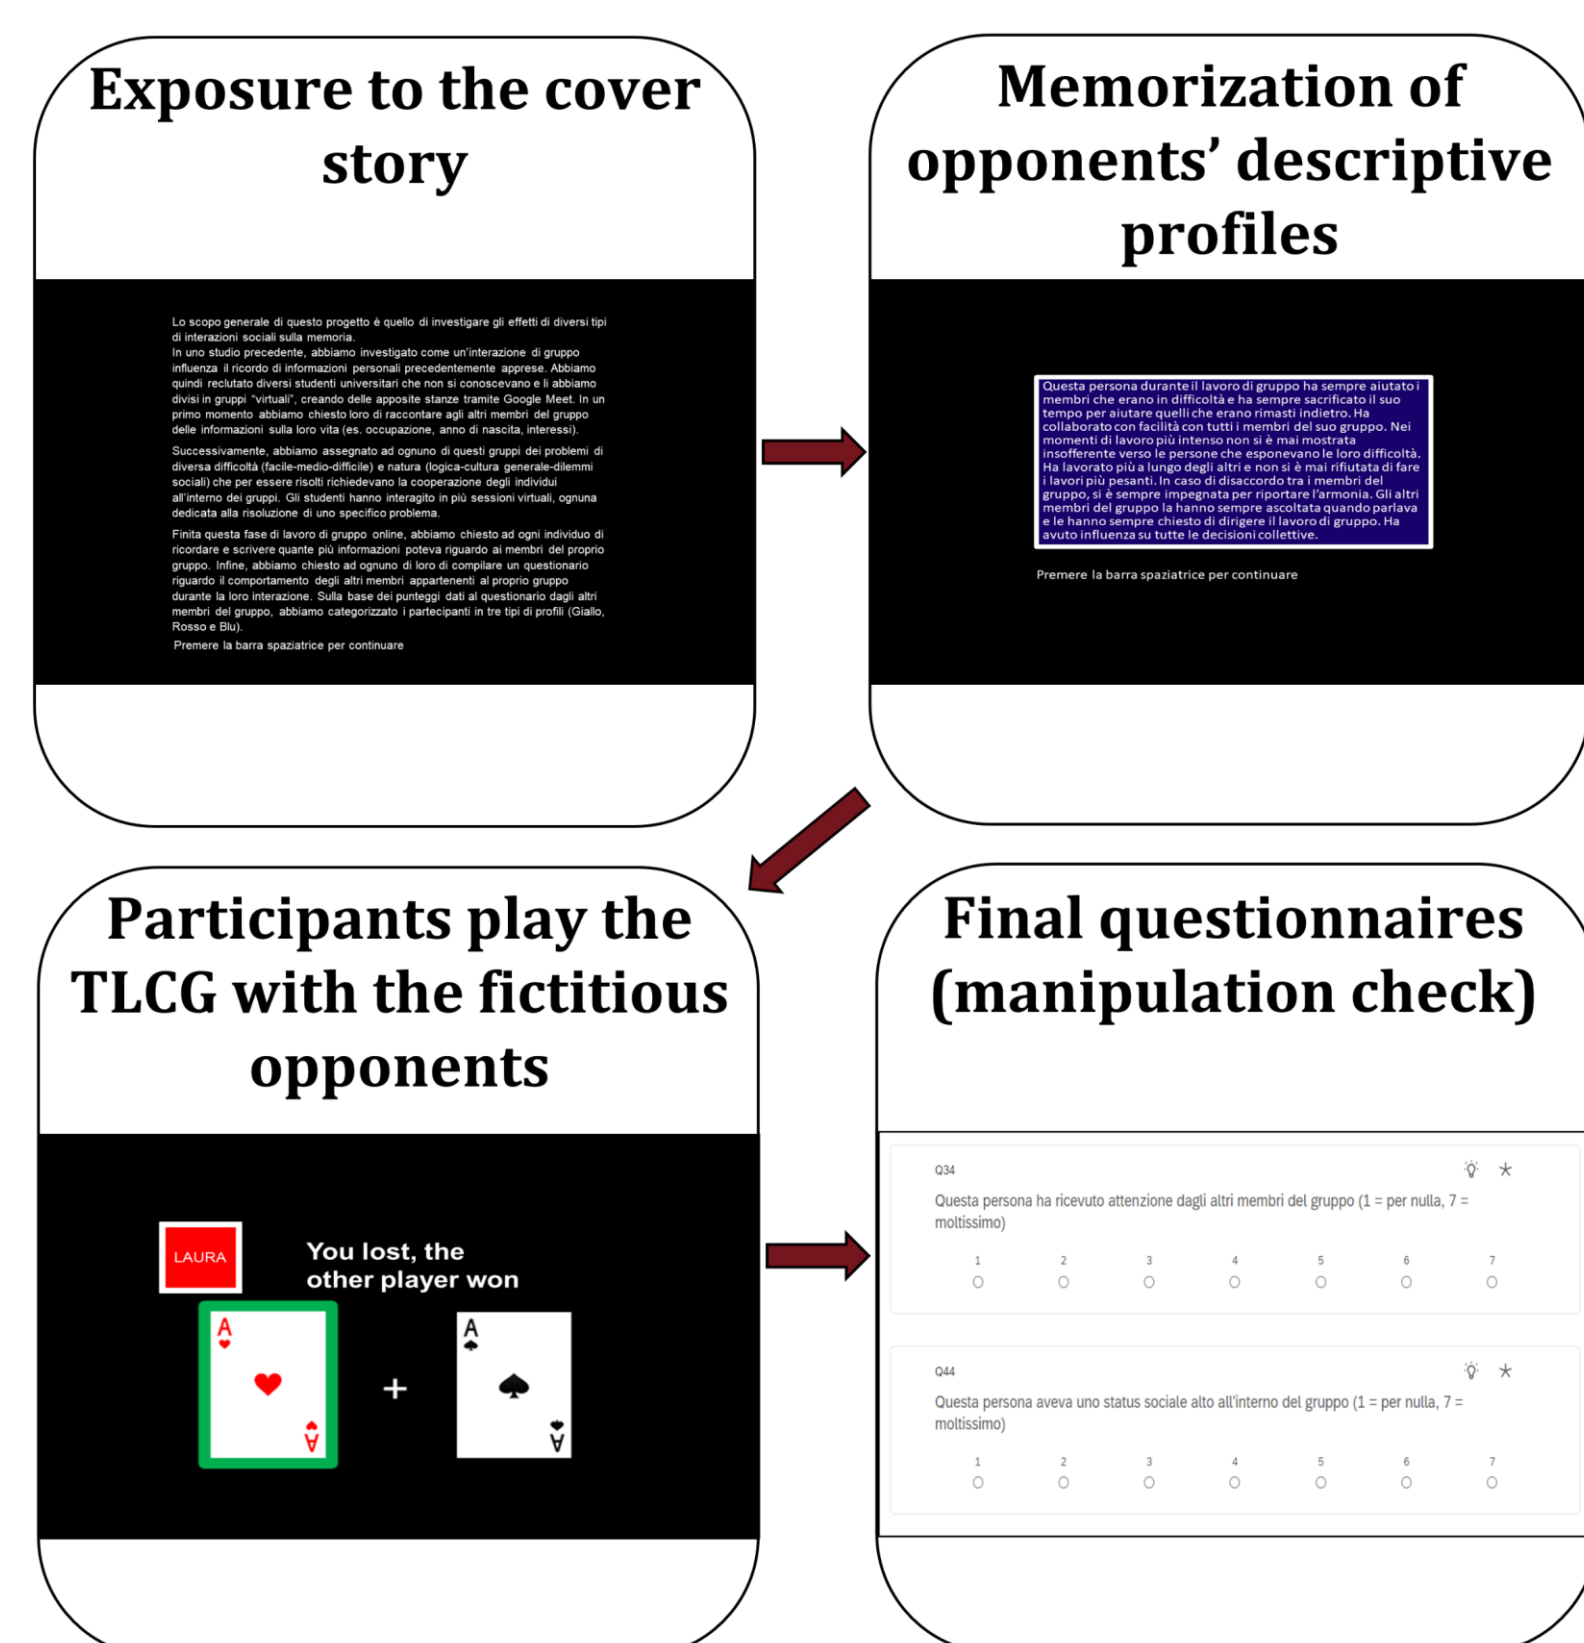 Exposure to the cover
story
Lo scopo generale di questo progetto è quello di investigare gli effetti di diversi tipi
di interazioni sociali sulla memoria.
In uno studio precedente, abbiamo investigato come un'interazione di gruppo
influenza il ricordo di informazioni personali precedentemente apprese. Abbiamo
quindi reclutato diversi studenti universitari che non si conoscevano e li abbiamo
divisi in gruppi "virtuali", creando delle apposite stanze tramite Google Meet. In un
primo momento abbiamo chiesto loro di raccontare agli altri membri del gruppo
delle informazioni sulla loro vita (es. occupazione, anno di nascita, interessi).
Successivamente, abbiamo assegnato ad ognuno di questi gruppi dei problemi di
diversa difficoltà (facile-medio-difficile) e natura (logica-cultura generale-dilemmi
sociali) che per essere risolti richiedevano la cooperazione degli individui
all'interno dei gruppi. Gli studenti hanno interagito in più sessioni virtuali, ognuna
dedicata alla risoluzione di uno specifico problema.
Finita questa fase di lavoro di gruppo online, abbiamo chiesto ad ogni individuo di
ricordare e scrivere quante più informazioni poteva riguardo ai membri del proprio
gruppo. Infine, abbiamo chiesto ad ognuno di loro di compilare un questionario
riguardo il comportamento degli altri membri appartenenti al proprio gruppo
durante la loro interazione. Sulla base dei punteggi dati al questionario dagli altri
membri del gruppo, abbiamo categorizzato i partecipanti in tre tipi di profili (Giallo,
Rosso e Blu).
Premere la barra spaziatrice per continuare
Memorization of
opponents' descriptive
profiles
Questa persona durante il lavoro di gruppo ha sempre aiutato i
membri che erano in difficoltà e ha sempre sacrificato il suo
tempo per aiutare quelli che erano rimasti indietro. Ha
collaborato con facilità con tutti i membri del suo gruppo. Nei
momenti di lavoro più intenso non si è mai mostrata
insofferente verso le persone che esponevano le loro difficoltà.
Ha lavorato più a lungo degli altri e non si è mai rifiutata di fare
i lavori più pesanti. In caso di disaccordo tra i membri del
gruppo, si è sempre impegnata per riportare l'armonia. Gli altri
membri del gruppo la hanno sempre ascoltata quando parlava
e le hanno sempre chiesto di dirigere il lavoro di gruppo. Ha
avuto influenza su tutte le decisioni collettive.
Premere la barra spaziatrice per continuare
Participants play the
TLCG with the fictitious
opponents
LAURA
You lost, the
other player won
A
A
+
A
A
Final questionnaires
(manipulation check)
Q34
Questa persona ha ricevuto attenzione dagli altri membri del gruppo (1 = per nulla, 7 =
moltissimo)
1 2 3 4 5 6 7
Q44
Questa persona aveva uno status sociale alto all'interno del gruppo (1 = per nulla, 7 =
moltissimo)
1 2 3 4 5 6 7